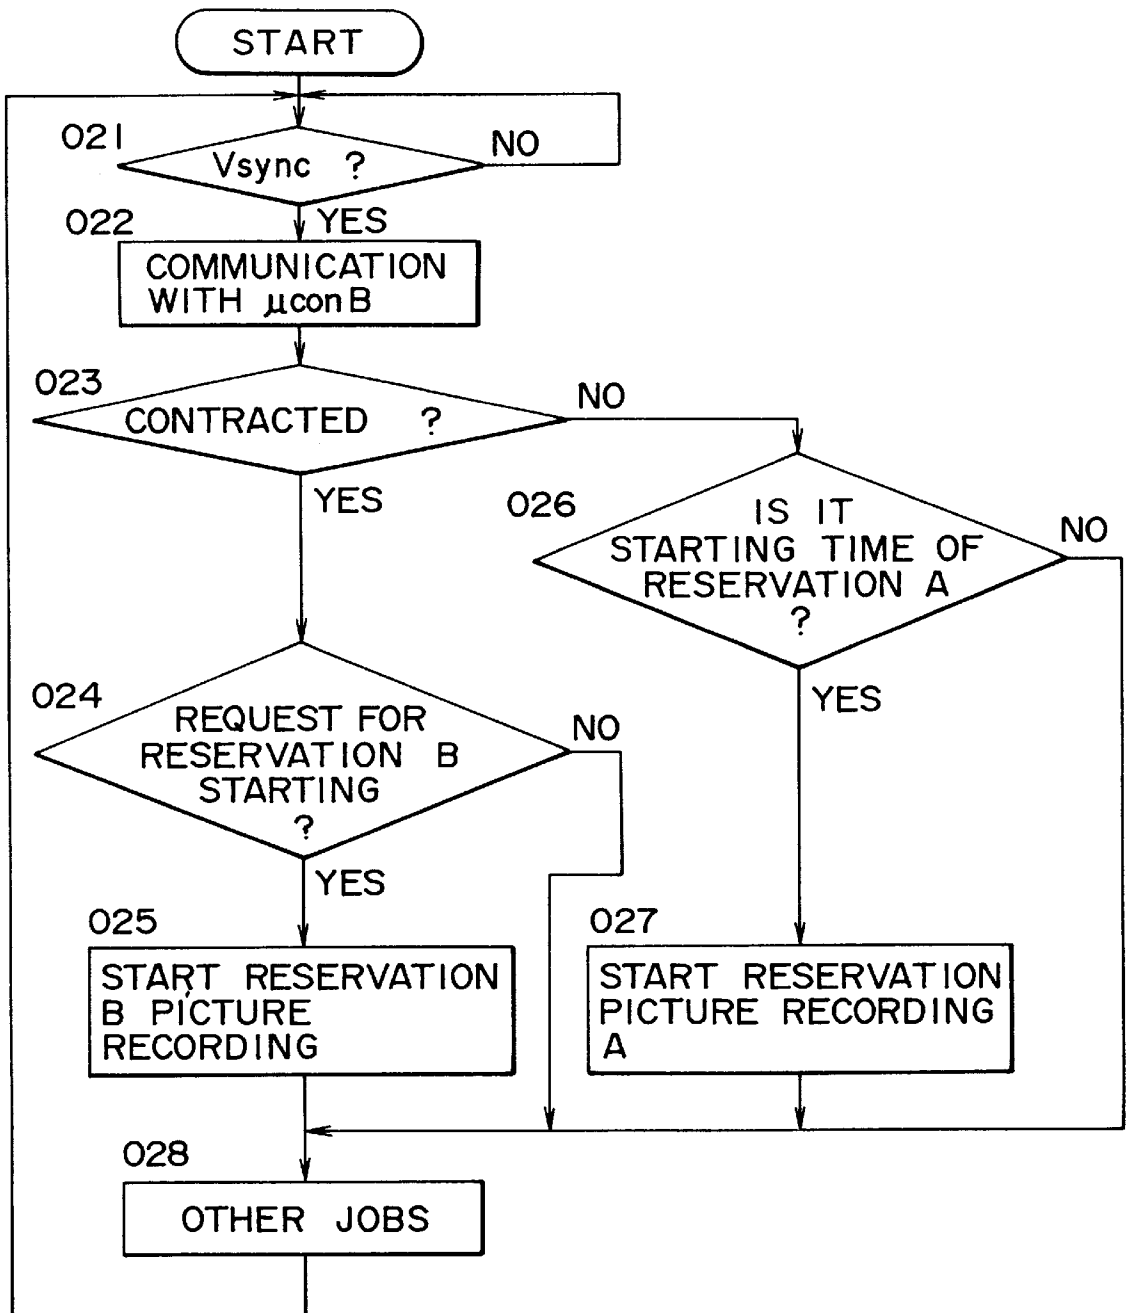 START
021
Vsync ?
NO
YES
022
COMMUNICATION
WITH μconB
023
CONTRACTED ?
NO
YES
026
IS IT
STARTING TIME OF
RESERVATION A
?
NO
YES
024
REQUEST FOR
RESERVATION B
STARTING
?
NO
YES
025
START RESERVATION
B PICTURE
RECORDING
027
START RESERVATION
PICTURE RECORDING
A
028
OTHER JOBS